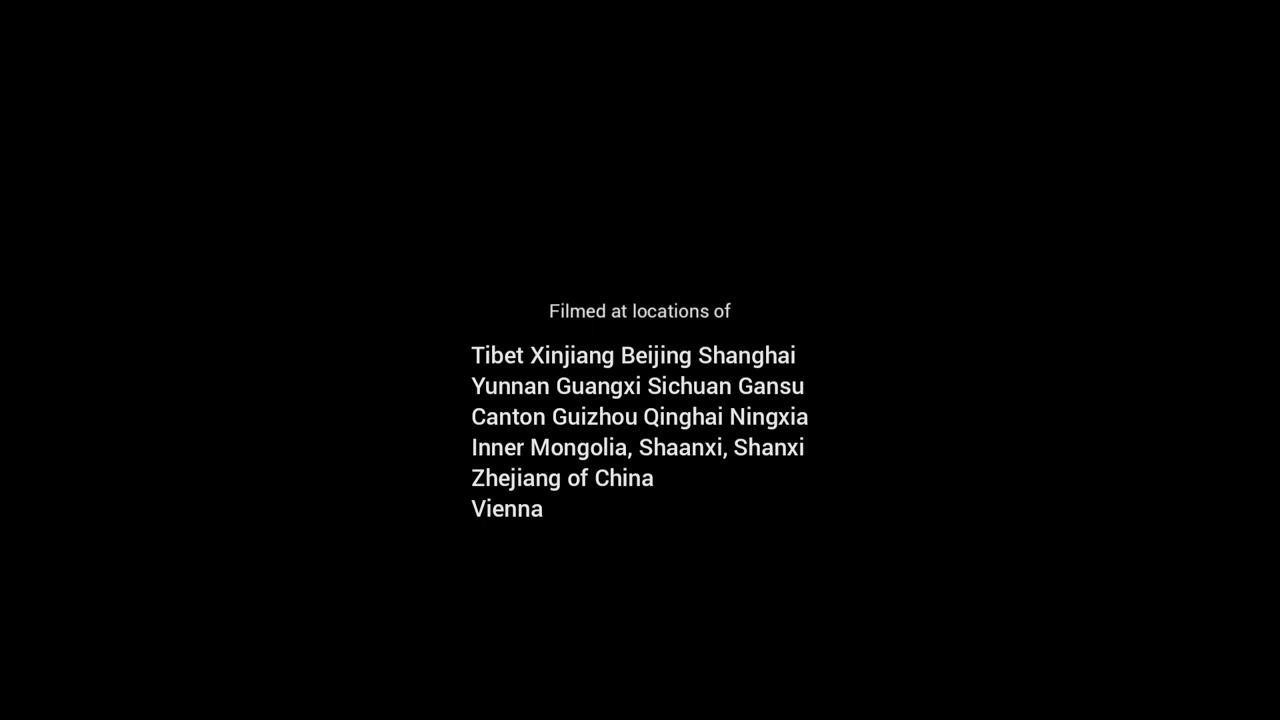 Filmed at locations of
Tibet Xinjiang Beijing Shanghai
Yunnan Guangxi Sichuan Gansu
Canton Guizhou Qinghai Ningxia
Inner Mongolia, Shaanxi, Shanxi
Zhejiang of China
Vienna